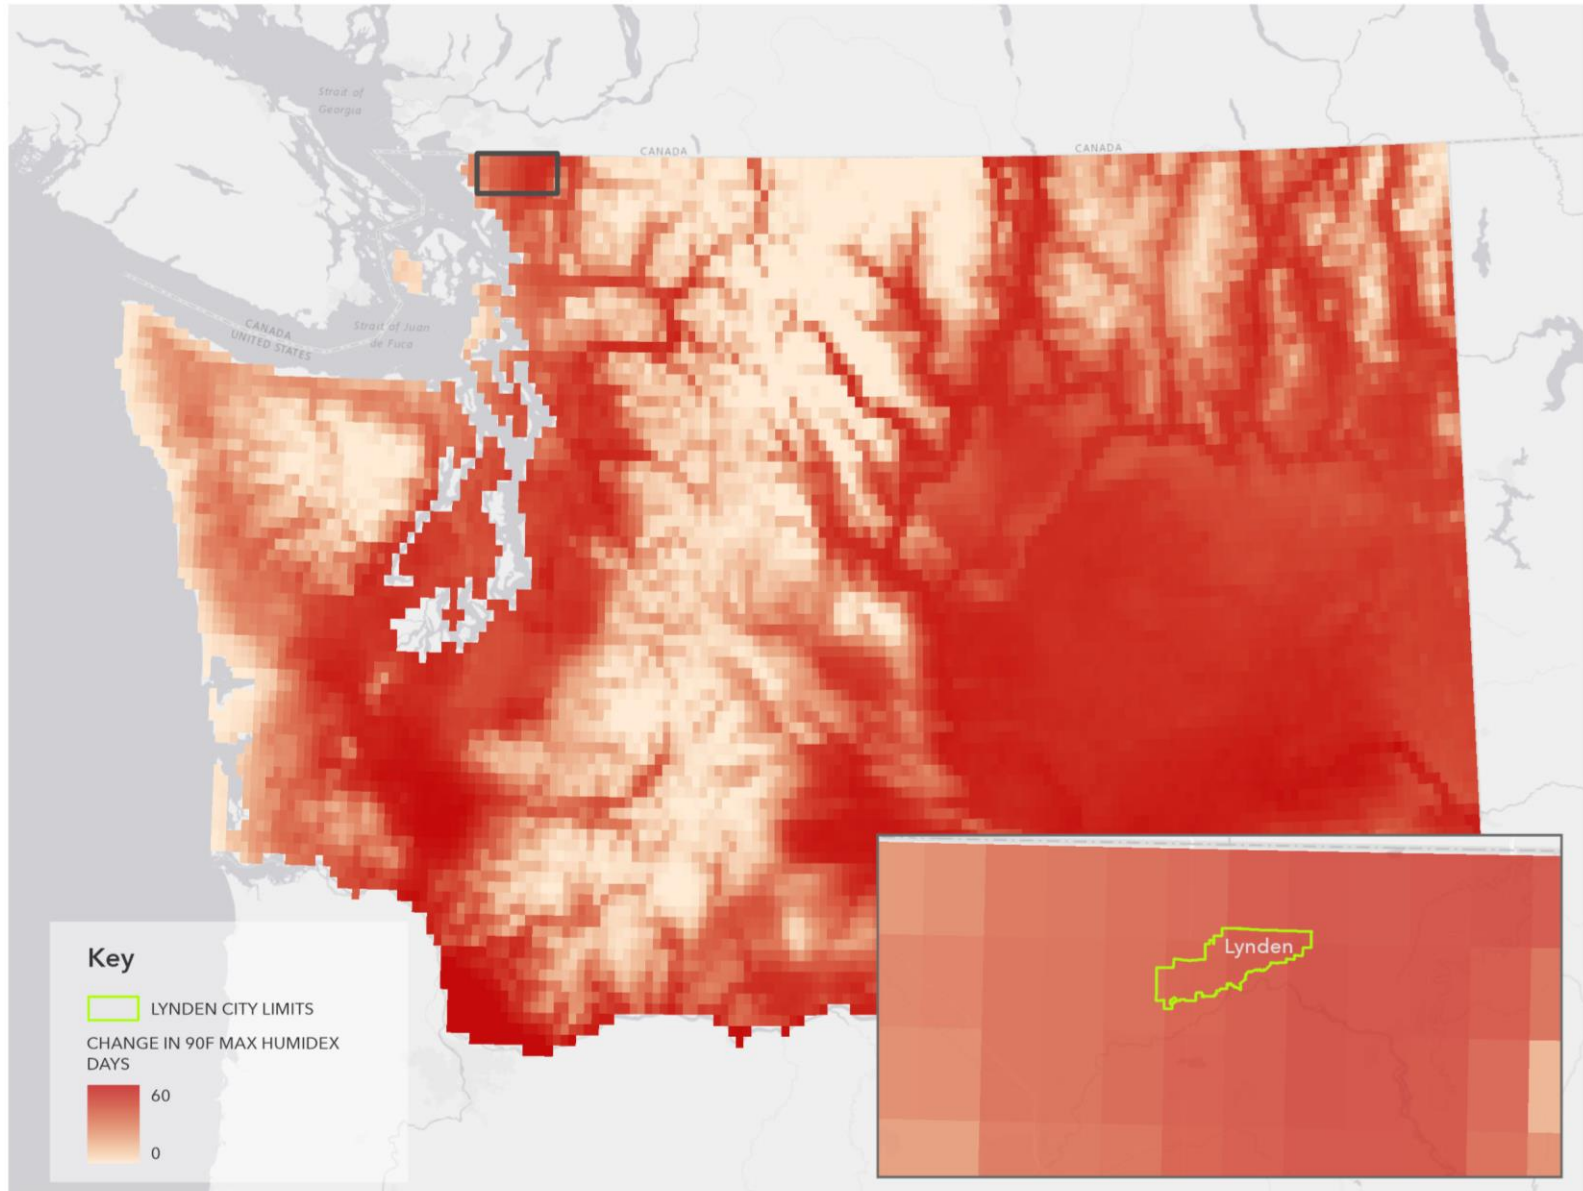 Strait of
Georgia
CANADA
CANADA
CANADA
UNITED STATES
Strait of Juan
de Fuca
Lynden
Key
LYNDEN CITY LIMITS
CHANGE IN 90F MAX HUMIDEX
DAYS
60
0